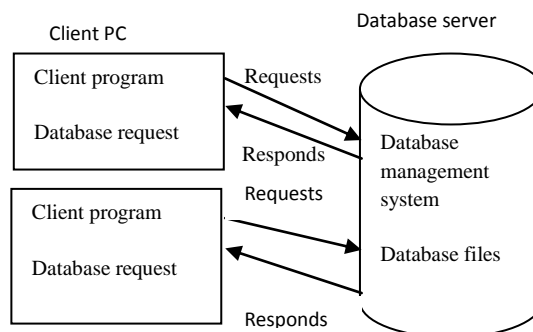 Client PC
Database server
Client program
Database request
Requests
Responds
Database
management
system
Database files
Client program
Database request
Requests
Responds